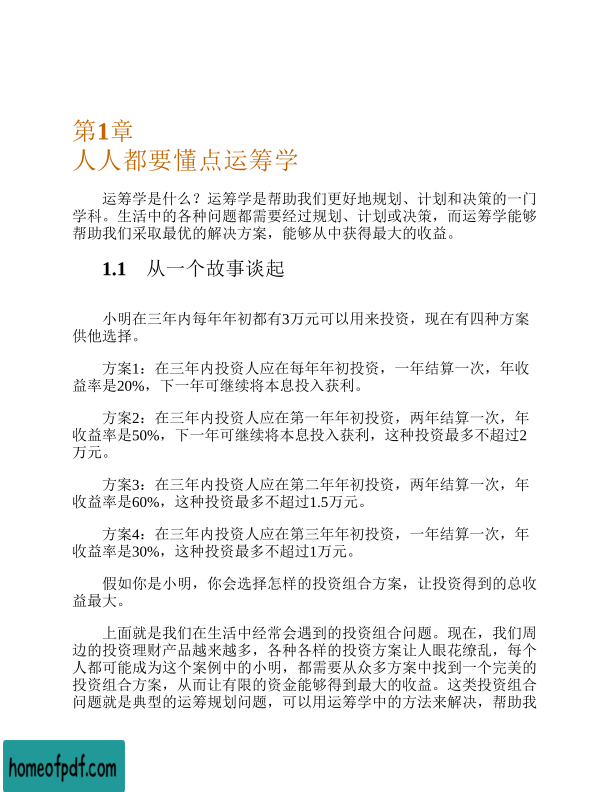 第1章
人人都要懂点运筹学
运筹学是什么？运筹学是帮助我们更好地规划、计划和决策的一门
学科。生活中的各种问题都需要经过规划、计划或决策，而运筹学能够
帮助我们采取最优的解决方案，能够从中获得最大的收益。
1.1 从一个故事谈起
小明在三年内每年年初都有3万元可以用来投资，现在有四种方案
供他选择。
方案1：在三年内投资人应在每年年初投资，一年结算一次，年收
益率是20%，下一年可继续将本息投入获利。
方案2：在三年内投资人应在第一年年初投资，两年结算一次，年
收益率是50%，下一年可继续将本息投入获利，这种投资最多不超过2
万元。
方案3：在三年内投资人应在第二年年初投资，两年结算一次，年
收益率是60%，这种投资最多不超过1.5万元。
方案4：在三年内投资人应在第三年年初投资，一年结算一次，年
收益率是30%，这种投资最多不超过1万元。
假如你是小明，你会选择怎样的投资组合方案，让投资得到的总收
益最大。
上面就是我们在生活中经常会遇到的投资组合问题。现在，我们周
边的投资理财产品越来越多，各种各样的投资方案让人眼花缭乱，每个
人都可能成为这个案例中的小明，都需要从众多方案中找到一个完美的
投资组合方案，从而让有限的资金能够得到最大的收益。这类投资组合
问题就是典型的运筹规划问题，可以用运筹学中的方法来解决，帮助我
homeofpdf.com